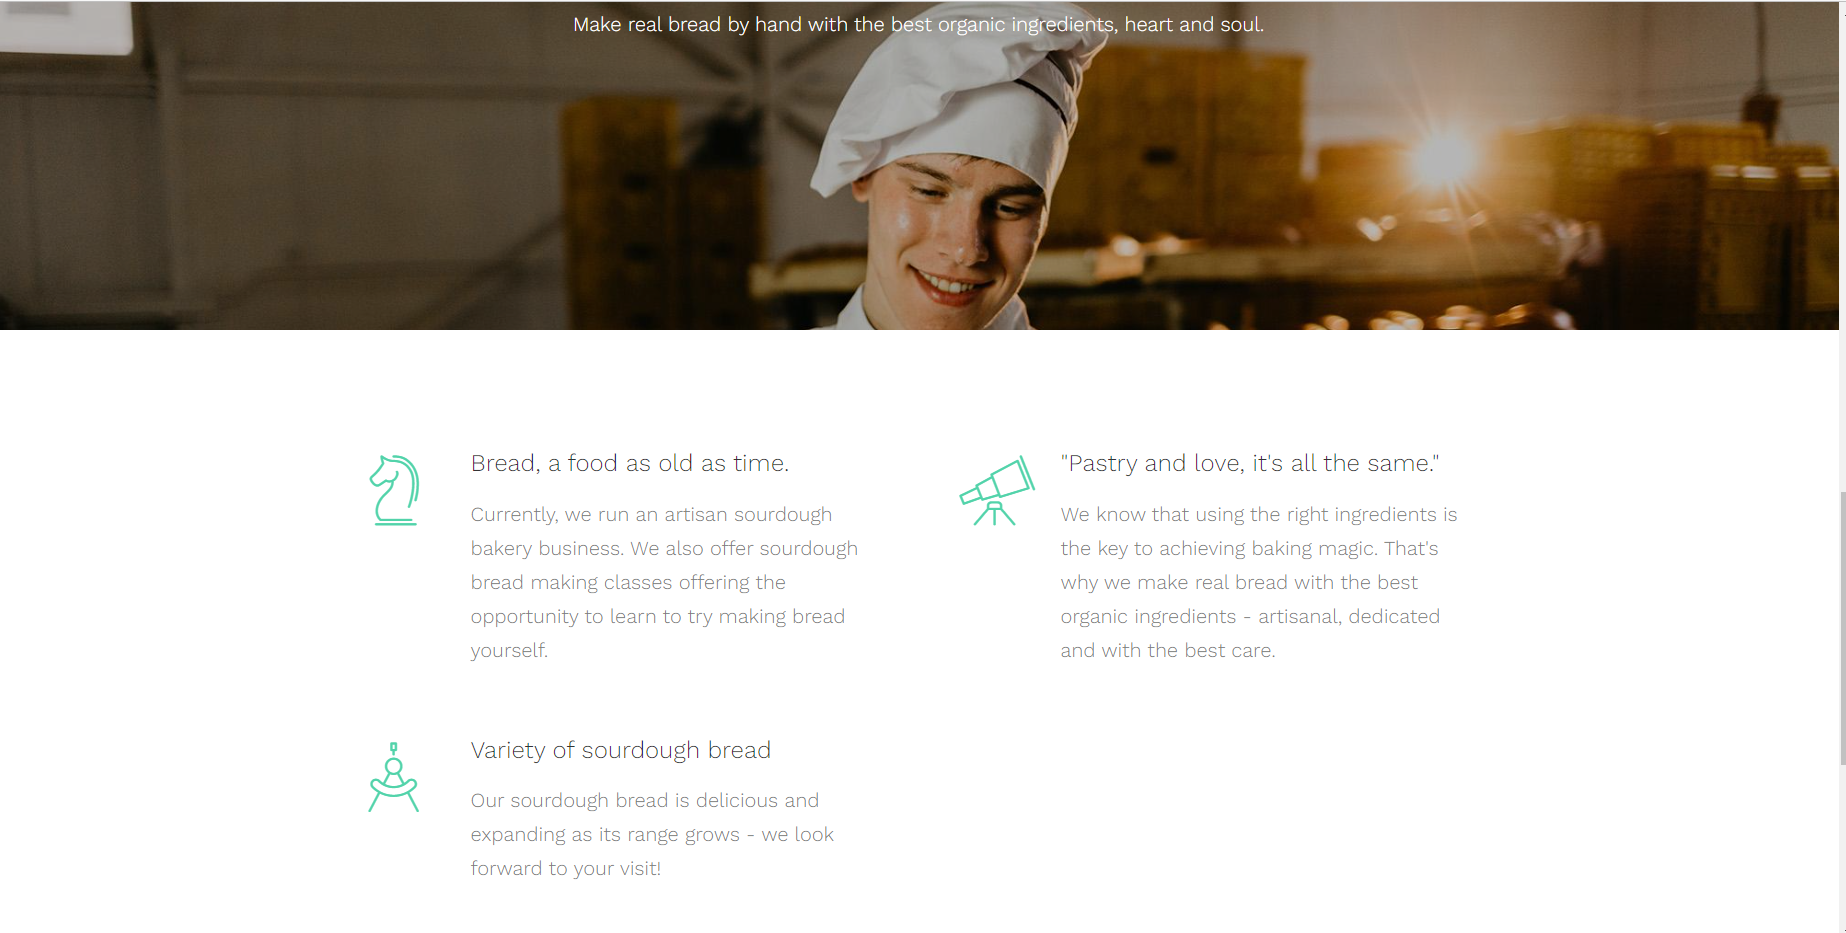 Make real bread by hand with the best organic ingredients, heart and soul.
Bread, a food as old as time.
Currently, we run an artisan sourdough
bakery business. We also offer sourdough
bread making classes offering the
opportunity to learn to try making bread
yourself.
"Pastry and love, it's all the same."
We know that using the right ingredients is
the key to achieving baking magic. That's
why we make real bread with the best
organic ingredients - artisanal, dedicated
and with the best care.
Variety of sourdough bread
Our sourdough bread is delicious and
expanding as its range grows - we look
forward to your visit!